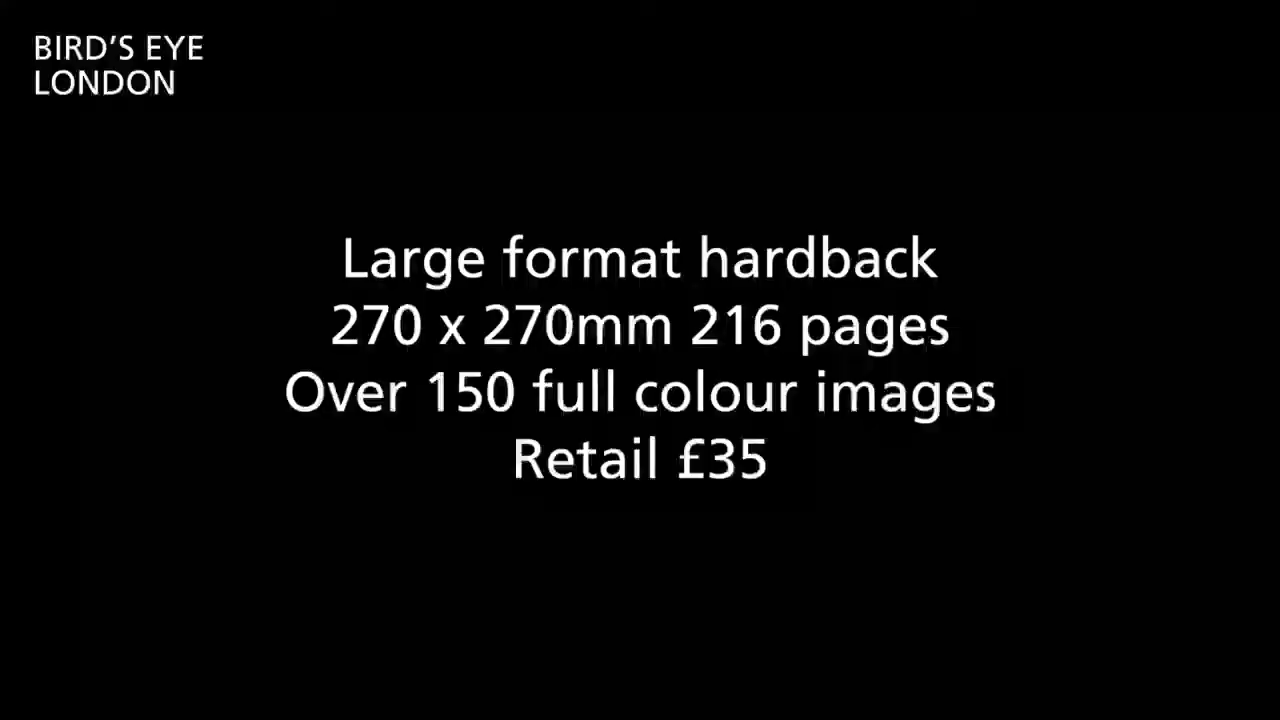 BIRD’S EYE
LONDON
Large format hardback
270 x 270mm 216 pages
Over 150 full colour images
Retail £35